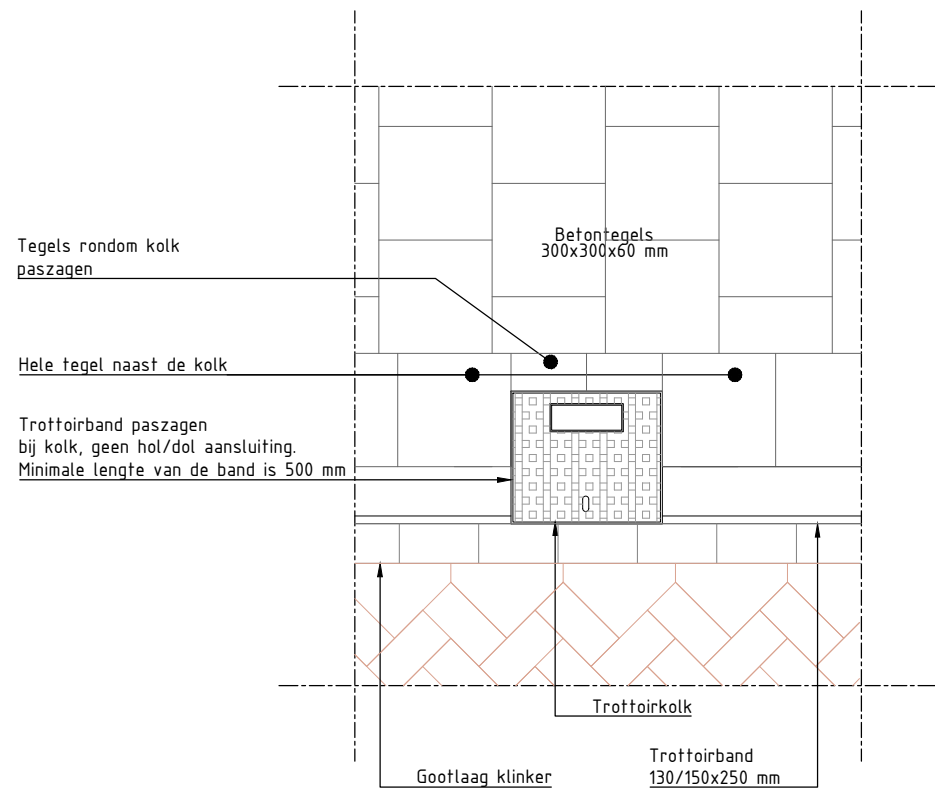 Betontegels
300x300x60 mm
Tegels rondom kolk
paszagen
Hele tegel naast de kolk
Trottoirband paszagen
bij kolk, geen hol/dol aansluiting.
Minimale lengte van de band is 500 mm
Trottoirkolk
Gootlaag klinker
Trottoirband
130/150x250 mm